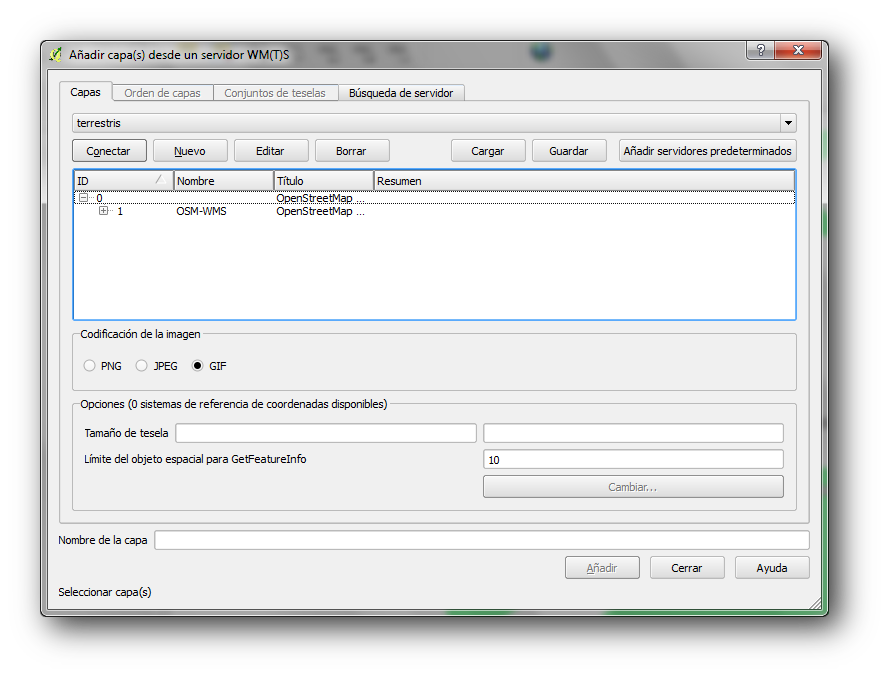 Añadir capa(s) desde un servidor WM(T)S
?
Capas Orden de capas Conjuntos de teselas Búsqueda de servidor
terrestris
Conectar Nuevo Editar Borrar Cargar Guardar Añadir servidores predeterminados
ID Nombre Título Resumen
0 OpenStreetMap ...
1 OSM-WMS OpenStreetMap ...
Codificación de la imagen
PNG JPEG GIF
Opciones (0 sistemas de referencia de coordenadas disponibles)
Tamaño de tesela
Límite del objeto espacial para GetFeatureInfo 10
Cambiar...
Nombre de la capa
Añadir Cerrar Ayuda
Seleccionar capa(s)